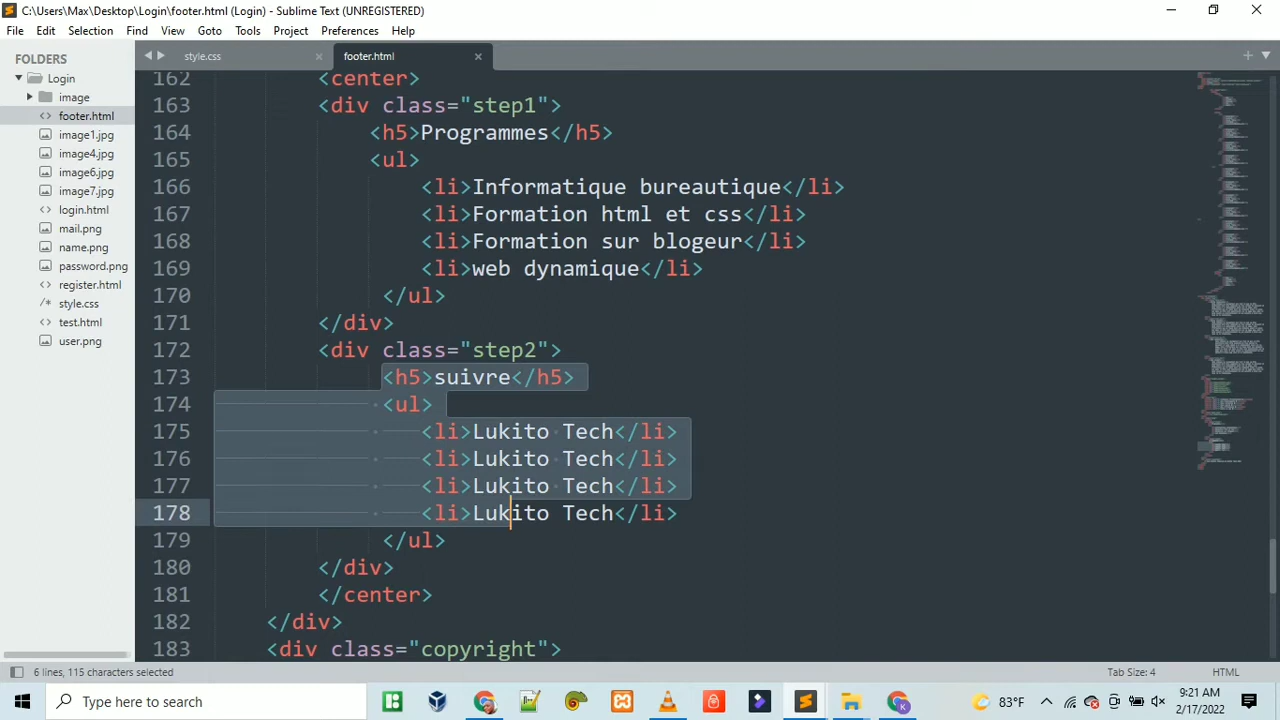 C:\Users\Max\Desktop\Login\footer.html (Login) - Sublime Text (UNREGISTERED)
File Edit Selection Find View Goto Tools Project Preferences Help
FOLDERS
Login
image
footer.html
image1.jpg
image4.jpg
image6.jpg
image7.jpg
login.html
mail.png
name.png
password.png
register.html
style.css
test.html
user.png
style.css footer.html
162 <center>
163 <div class="step1">
164 <h5>Programmes</h5>
165 <ul>
166 <li>Informatique bureautique</li>
167 <li>Formation html et css</li>
168 <li>Formation sur blogeur</li>
169 <li>web dynamique</li>
170 </ul>
171 </div>
172 <div class="step2">
173 <h5>suivre</h5>
174 <ul>
175 <li>Lukito Tech</li>
176 <li>Lukito Tech</li>
177 <li>Lukito Tech</li>
178 <li>Lukito Tech</li>
179 </ul>
180 </div>
181 </center>
182 </div>
183 <div class="copyright">
6 lines, 115 characters selected
Tab Size: 4
HTML
Type here to search
83°F
9:21 AM
2/17/2022